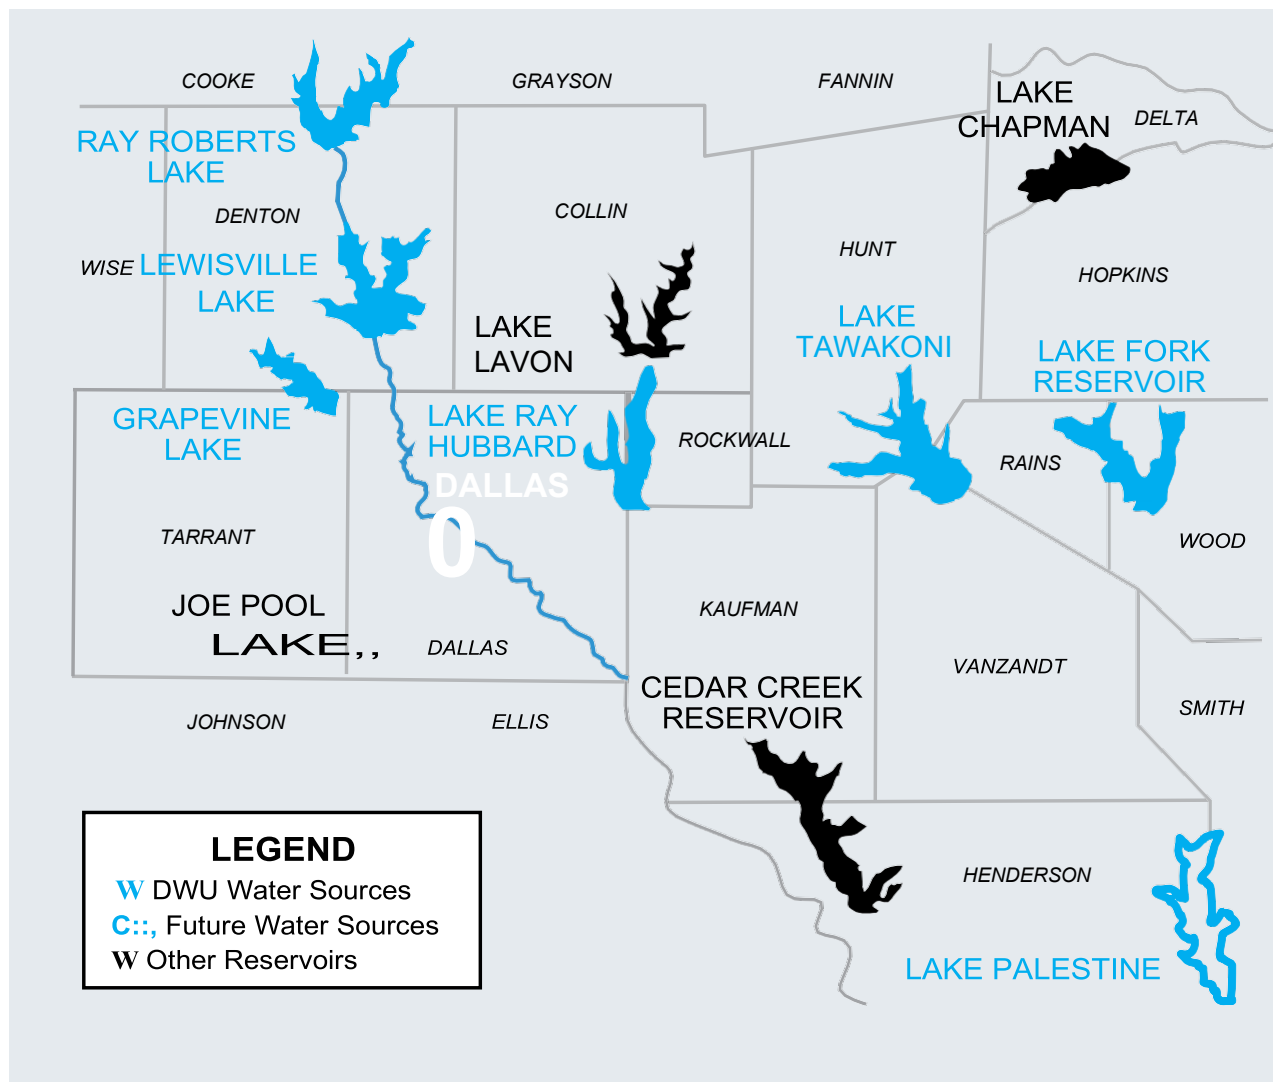 COOKE
GRAYSON
FANNIN
LAKE
CHAPMAN
DELTA
RAY ROBERTS
LAKE
DENTON
COLLIN
HUNT
HOPKINS
WISE
LEWISVILLE
LAKE
LAKE
LAVON
LAKE
TAWAKONI
LAKE FORK
RESERVOIR
GRAPEVINE
LAKE
LAKE RAY
HUBBARD
ROCKWALL
RAINS
DALLAS
0
TARRANT
WOOD
JOE POOL
LAKE,,
DALLAS
KAUFMAN
VANZANDT
CEDAR CREEK
RESERVOIR
SMITH
JOHNSON
ELLIS
LEGEND
W DWU Water Sources
C::, Future Water Sources
W Other Reservoirs
HENDERSON
LAKE PALESTINE